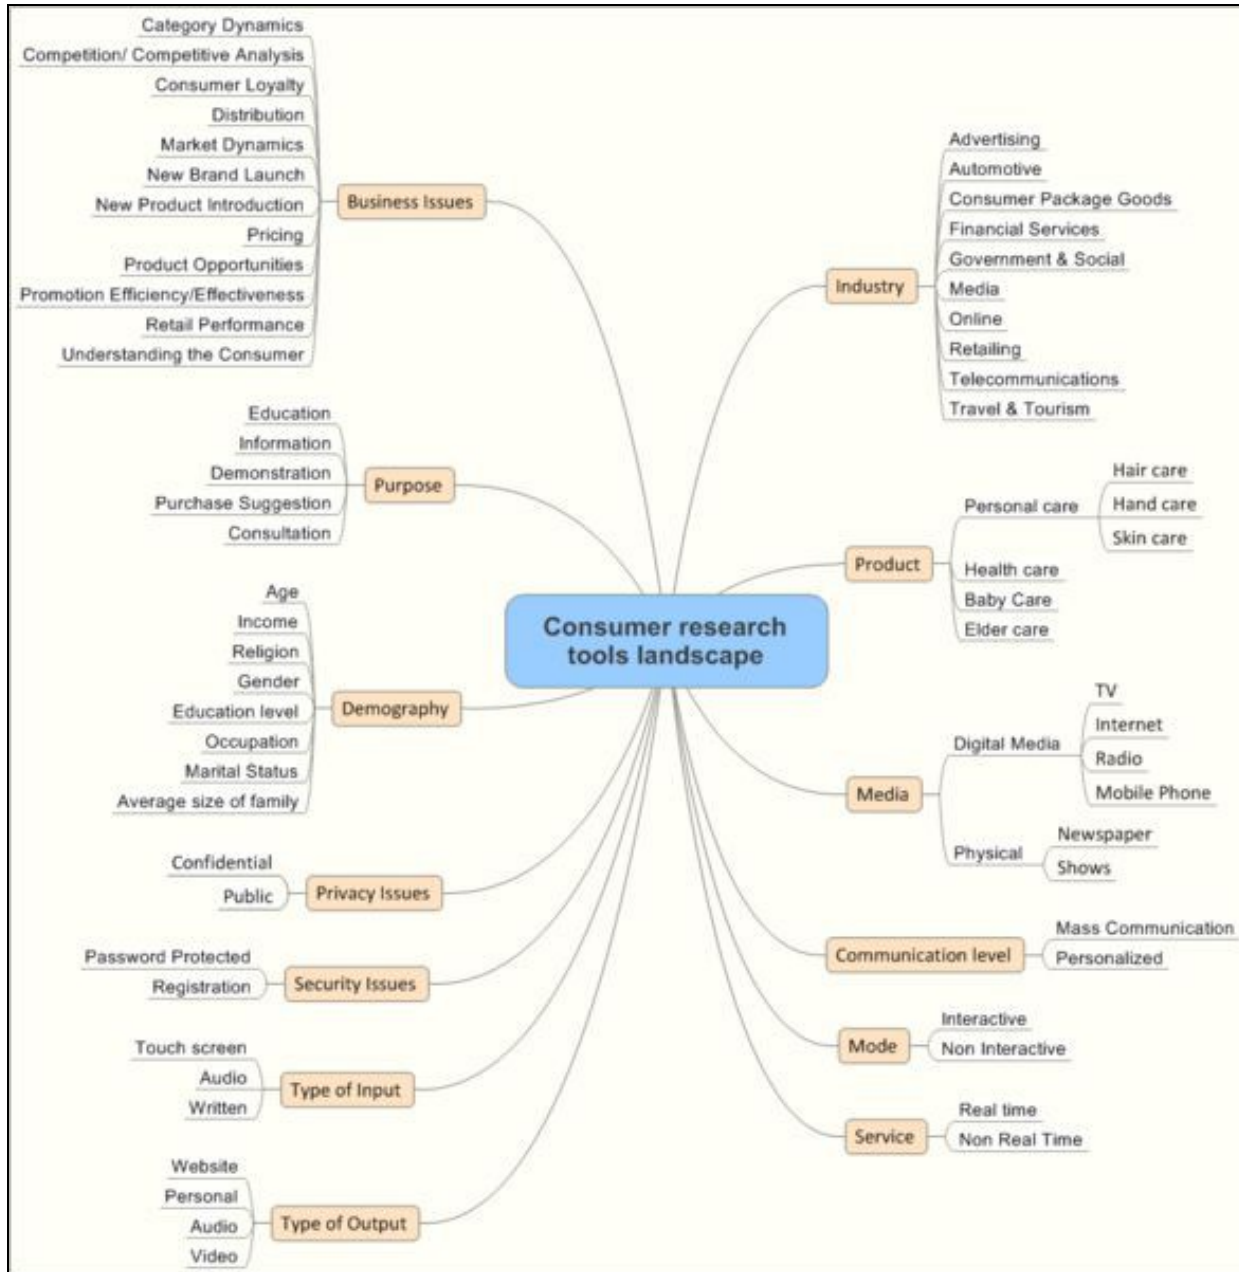 Category Dynamics
Competition/ Competitive Analysis
Consumer Loyalty
Distribution
Market Dynamics
New Brand Launch
New Product Introduction
Pricing
Product Opportunities
Promotion Efficiency/Effectiveness
Retail Performance
Understanding the Consumer
Business Issues
Education
Information
Demonstration
Purchase Suggestion
Consultation
Purpose
Age
Income
Religion
Gender
Education level
Occupation
Marital Status
Average size of family
Demography
Confidential
Public
Privacy Issues
Password Protected
Registration
Security Issues
Touch screen
Audio
Written
Type of Input
Website
Personal
Audio
Video
Type of Output
Consumer research
tools landscape
Industry
Advertising
Automotive
Consumer Package Goods
Financial Services
Government & Social
Media
Online
Retailing
Telecommunications
Travel & Tourism
Product
Personal care
Hair care
Hand care
Skin care
Health care
Baby Care
Elder care
Media
Digital Media
TV
Internet
Radio
Mobile Phone
Physical
Newspaper
Shows
Communication level
Mass Communication
Personalized
Mode
Interactive
Non Interactive
Service
Real time
Non Real Time